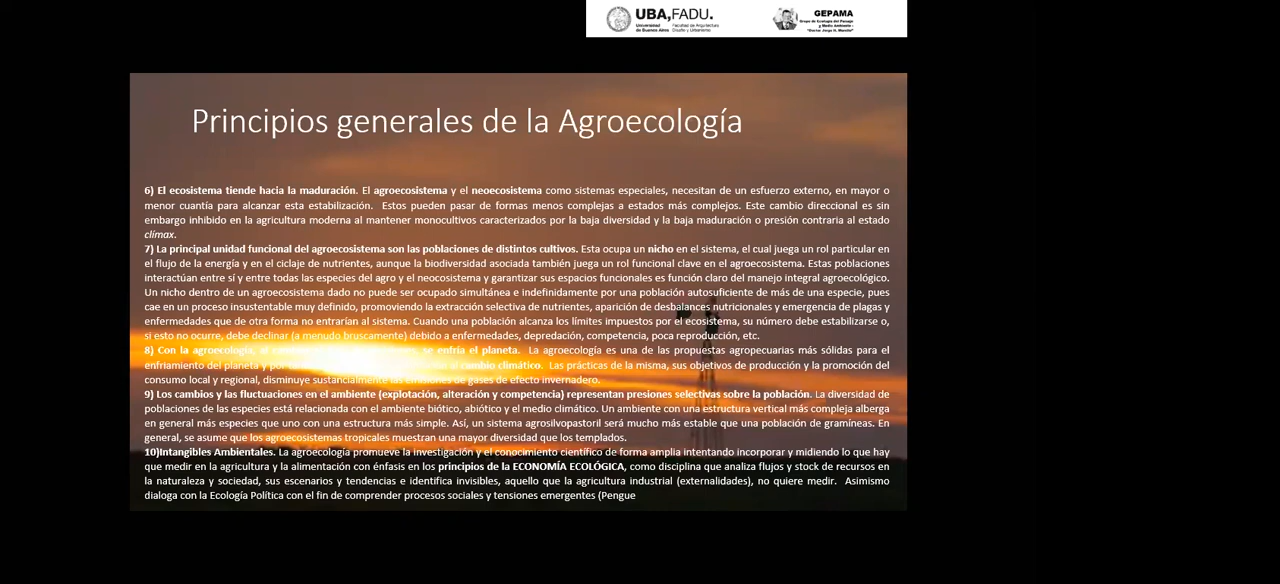 UBA,FADU.
Universidad de Buenos Aires
Facultad de Arquitectura Diseño y Urbanismo
GEPAMA
Grupo de Ecología del Paisaje
y Medio Ambiente -
Principios generales de la Agroecología
6) El ecosistema tiende hacia la maduración. El agroecosistema y el neoecosistema como sistemas especiales, necesitan de un esfuerzo externo, en mayor o
menor cuantía para alcanzar esta estabilización. Estos pueden pasar de formas menos complejas a estados más complejos. Este cambio direccional es sin
embargo inhibido en la agricultura moderna al mantener monocultivos caracterizados por la baja diversidad y la baja maduración o presión contraria al estado
clímax.
7) La principal unidad funcional del agroecosistema son las poblaciones de distintos cultivos. Esta ocupa un nicho en el sistema, el cual juega un rol particular en
el flujo de la energía y en el ciclaje de nutrientes, aunque la biodiversidad asociada también juega un rol funcional clave en el agroecosistema. Estas poblaciones
interactúan entre sí y entre todas las especies del agro y el neocosistema y garantizar sus espacios funcionales es función claro del manejo integral agroecológico.
Un nicho dentro de un agroecosistema dado no puede ser ocupado simultánea e indefinidamente por una población autosuficiente de más de una especie, pues
cae en un proceso insustentable muy definido, promoviendo la extracción selectiva de nutrientes, aparición de desbalances nutricionales y emergencia de plagas y
enfermedades que de otra forma no entrarían al sistema. Cuando una población alcanza los límites impuestos por el ecosistema, su número debe estabilizarse o,
si esto no ocurre, debe declinar (a menudo bruscamente) debido a enfermedades, depredación, competencia, poca reproducción, etc.
8) Con la agroecología, se enfría el planeta. La agroecología es una de las propuestas agropecuarias más sólidas para el
enfriamiento del planeta y al cambio climático. Las prácticas de la misma, sus objetivos de producción y la promoción del
consumo local y regional, disminuye sustancialmente las emisiones de gases de efecto invernadero.
9) Los cambios y las fluctuaciones en el ambiente (explotación, alteración y competencia) representan presiones selectivas sobre la población. La diversidad de
poblaciones de las especies está relacionada con el ambiente biótico, abiótico y el medio climático. Un ambiente con una estructura vertical más compleja alberga
en general más especies que uno con una estructura más simple. Así, un sistema agrosilvopastoril será mucho más estable que una población de gramíneas. En
general, se asume que los agroecosistemas tropicales muestran una mayor diversidad que los templados.
10)Intangibles Ambientales. La agroecología promueve la investigación y el conocimiento científico de forma amplia intentando incorporar y midiendo lo que hay
que medir en la agricultura y la alimentación con énfasis en los principios de la ECONOMÍA ECOLÓGICA, como disciplina que analiza flujos y stock de recursos en
la naturaleza y sociedad, sus escenarios y tendencias e identifica invisibles, aquello que la agricultura industrial (externalidades), no quiere medir. Asimismo
dialoga con la Ecología Política con el fin de comprender procesos sociales y tensiones emergentes (Pengue